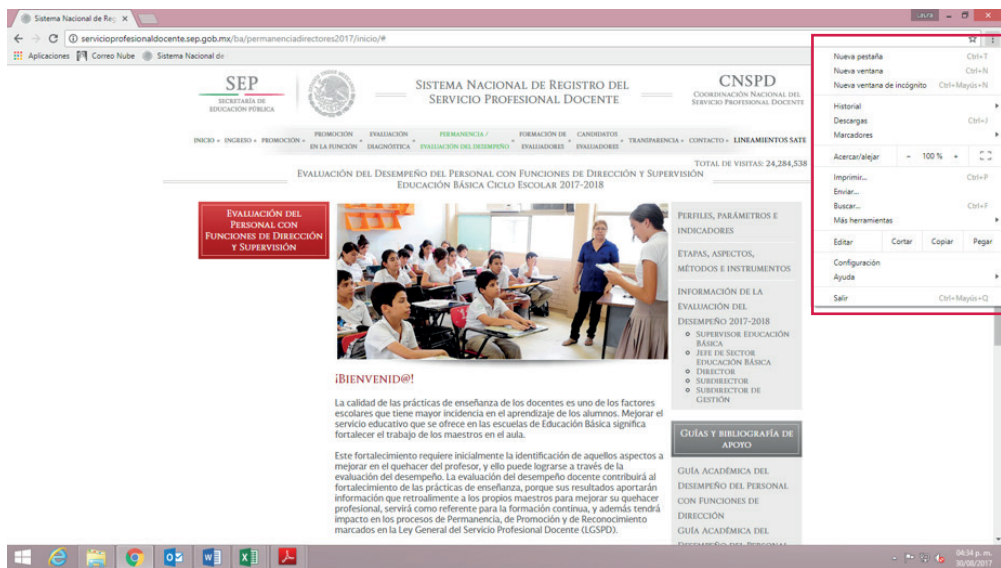 Sistema Nacional de Reg
Laura
servicioprofesionaldocente.sep.gob.mx/ba/permanenciadirectores2017/inicio/#
Aplicaciones Correo Nube Sistema Nacional de
SEP
SECRETARÍA DE
EDUCACIÓN PÚBLICA
SISTEMA NACIONAL DE REGISTRO DEL
SERVICIO PROFESIONAL DOCENTE
CNSPD
COORDINACIÓN NACIONAL DEL
SERVICIO PROFESIONAL DOCENTE
INICIO INGRESO PROMOCIÓN PROMOCIÓN EN LA FUNCIÓN EVALUACIÓN DIAGNÓSTICA PERMANENCIA / EVALUACIÓN DEL DESEMPEÑO FORMACIÓN DE EVALUADORES CANDIDATOS EVALUADORES TRANSPARENCIA CONTACTO LINEAMIENTOS SATE
TOTAL DE VISITAS: 24,284,538
EVALUACIÓN DEL DESEMPEÑO DEL PERSONAL CON FUNCIONES DE DIRECCIÓN Y SUPERVISIÓN
EDUCACIÓN BÁSICA CICLO ESCOLAR 2017-2018
EVALUACIÓN DEL
PERSONAL CON
FUNCIONES DE DIRECCIÓN
Y SUPERVISIÓN
¡BIENVENID@!
La calidad de las prácticas de enseñanza de los docentes es uno de los factores
escolares que tiene mayor incidencia en el aprendizaje de los alumnos. Mejorar el
servicio educativo que se ofrece en las escuelas de Educación Básica significa
fortalecer el trabajo de los maestros en el aula.
Este fortalecimiento requiere inicialmente la identificación de aquellos aspectos a
mejorar en el quehacer del profesor, y ello puede lograrse a través de la
evaluación del desempeño. La evaluación del desempeño docente contribuirá al
fortalecimiento de las prácticas de enseñanza, porque sus resultados aportarán
información que retroalimente a los propios maestros para mejorar su quehacer
profesional, servirá como referente para la formación continua, y además tendrá
impacto en los procesos de Permanencia, de Promoción y de Reconocimiento
marcados en la Ley General del Servicio Profesional Docente (LGSPD).
PERFILES, PARÁMETROS E
INDICADORES
ETAPAS, ASPECTOS,
MÉTODOS E INSTRUMENTOS
INFORMACIÓN DE LA
EVALUACIÓN DEL
DESEMPEÑO 2017-2018
SUPERVISOR EDUCACIÓN
BÁSICA
JEFE DE SECTOR
EDUCACIÓN BÁSICA
DIRECTOR
SUBDIRECTOR
SUBDIRECTOR DE
GESTIÓN
GUÍAS Y BIBLIOGRAFÍA DE
APOYO
GUÍA ACADÉMICA DEL
DESEMPEÑO DEL PERSONAL
CON FUNCIONES DE
DIRECCIÓN
GUÍA ACADÉMICA DEL
DESEMPEÑO DEL PERSONAL
Nueva pestaña Ctrl+T
Nueva ventana Ctrl+N
Nueva ventana de incógnito Ctrl+Mayús+N
Historial
Descargas Ctrl+J
Marcadores
Acercar/alejar - 100 % +
Imprimir... Ctrl+P
Enviar...
Buscar... Ctrl+F
Más herramientas
Editar Cortar Copiar Pegar
Configuración
Ayuda
Salir Ctrl+Mayús+Q
04:34 p. m.
30/08/2017